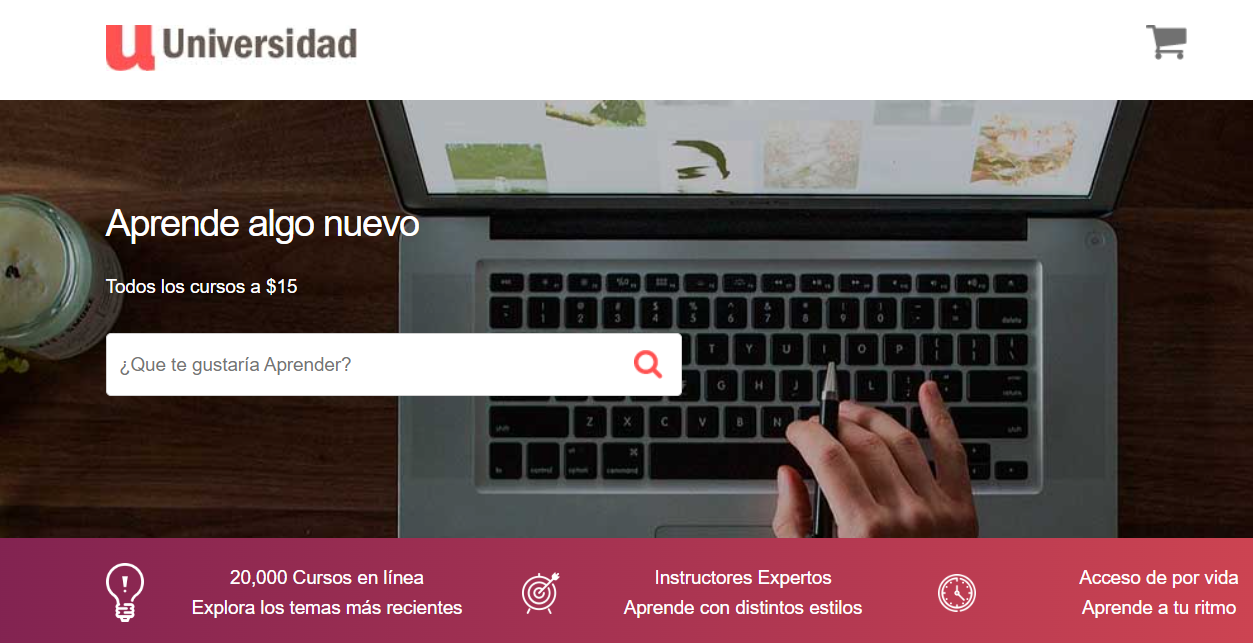 u Universidad
Aprende algo nuevo
Todos los cursos a $15
¿Que te gustaría Aprender?
20,000 Cursos en línea
Explora los temas más recientes
Instructores Expertos
Aprende con distintos estilos
Acceso de por vida
Aprende a tu ritmo